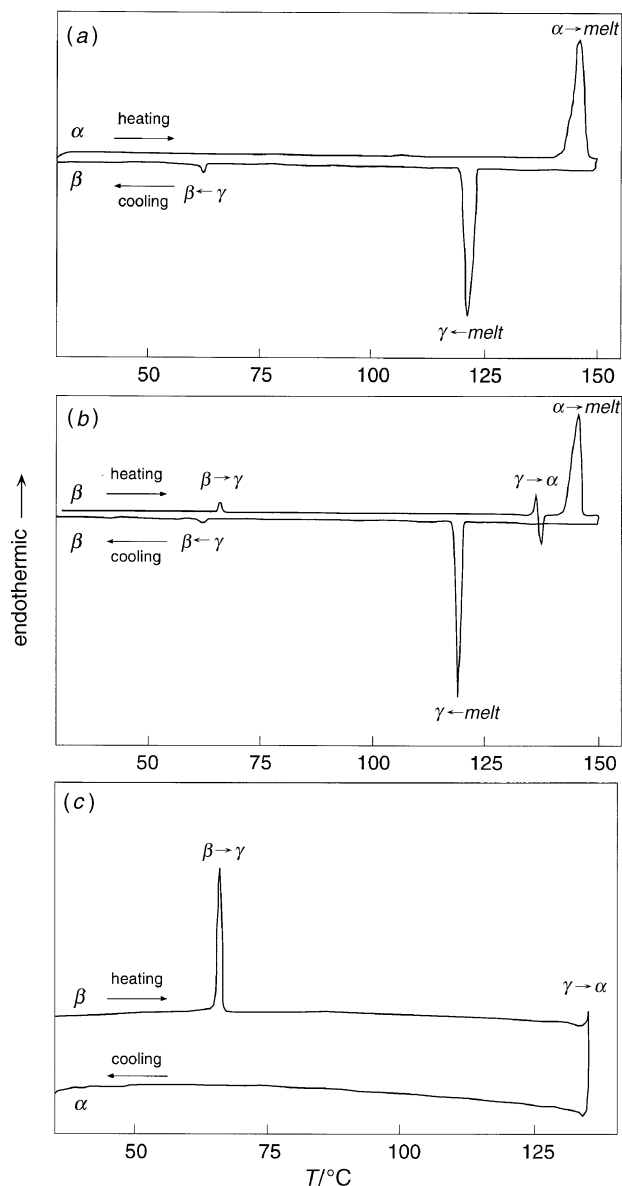 (a)
α→melt
heating
α
β
cooling
β←γ
γ←melt
50 75 100 125 150
(b)
α→melt
heating
β
β→γ
γ→α
β
cooling
β←γ
γ←melt
50 75 100 125 150
endothermic →
(c)
β→γ
heating
β
γ→α
cooling
α
50 75 100 125
T/°C